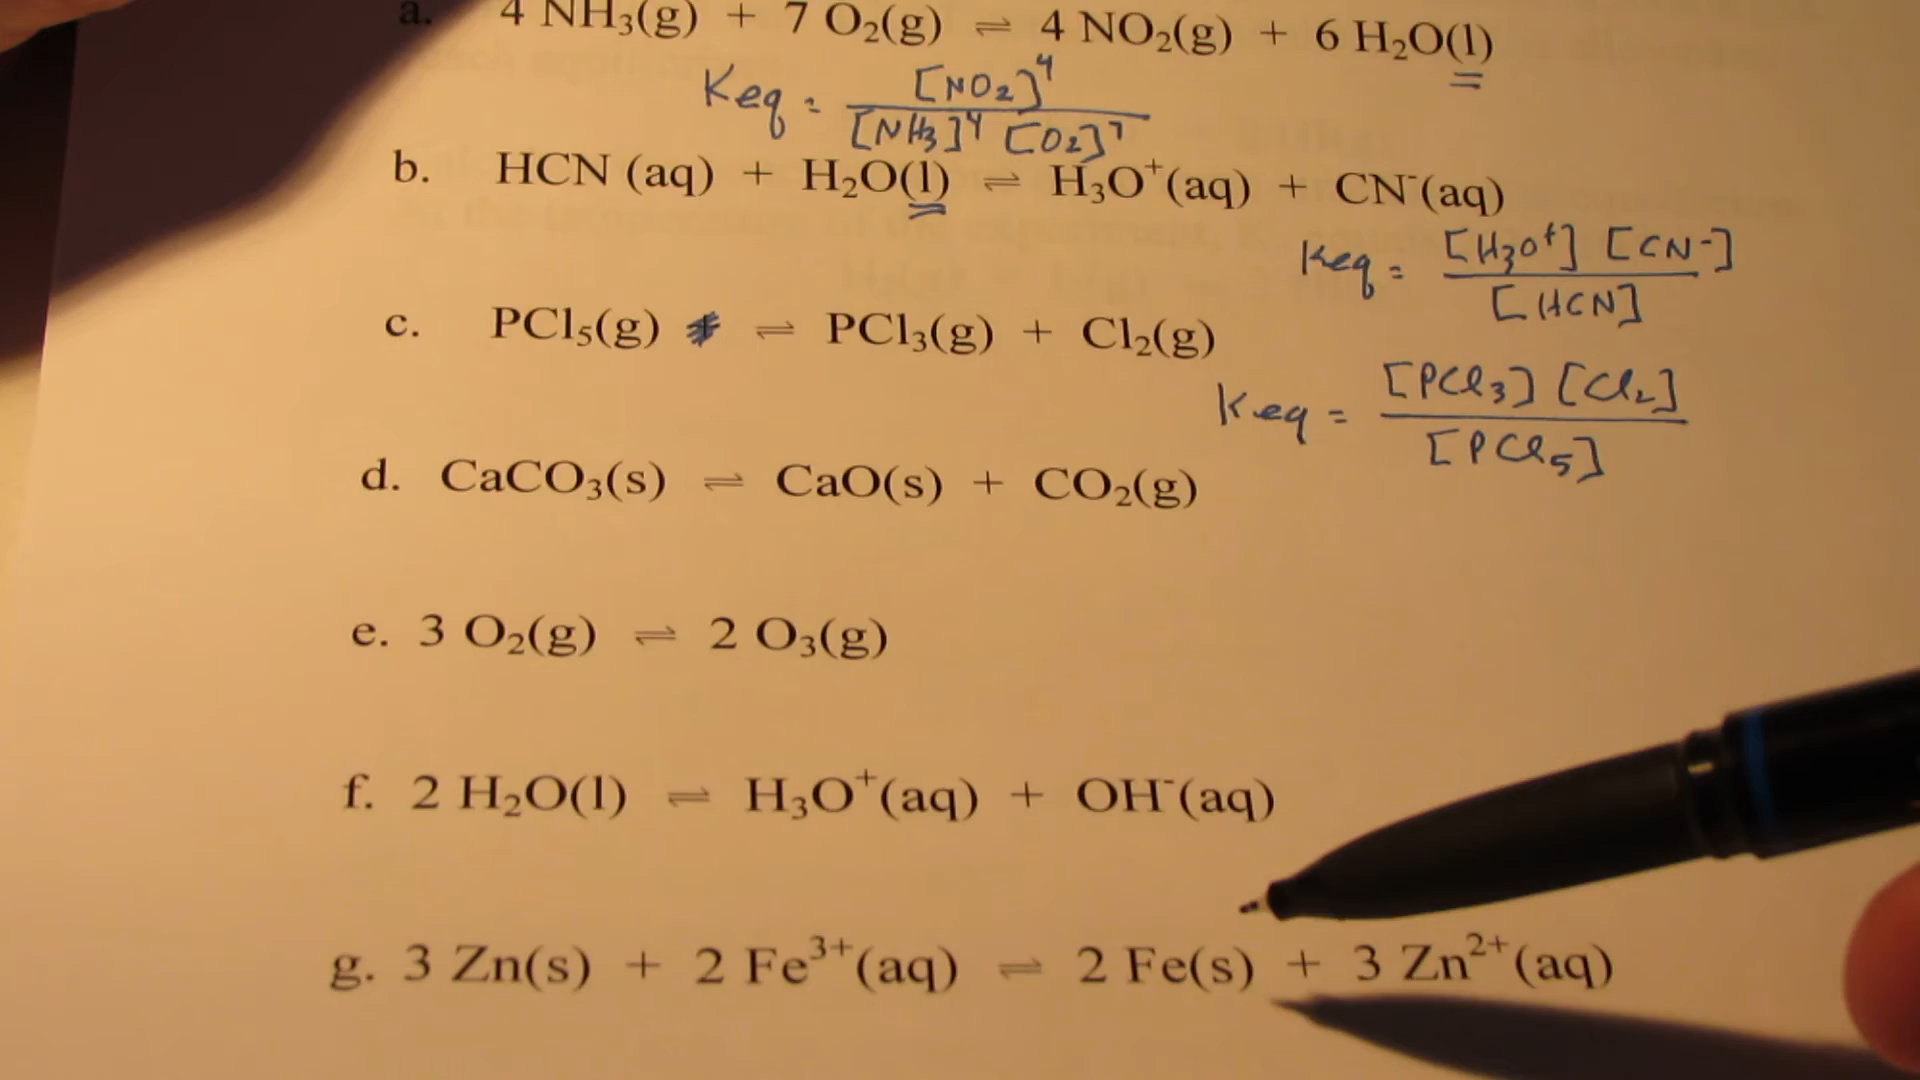 a. 4 NH₃(g) + 7 O₂(g) ⇌ 4 NO₂(g) + 6 H₂O(l)
Keq = [NO₂]⁴ / [NH₃]⁴ [O₂]⁷
b. HCN (aq) + H₂O(l) ⇌ H₃O⁺(aq) + CN⁻(aq)
Keq = [H₃O⁺] [CN⁻] / [HCN]
c. PCl₅(g) ⇌ PCl₃(g) + Cl₂(g)
Keq = [PCl₃] [Cl₂] / [PCl₅]
d. CaCO₃(s) ⇌ CaO(s) + CO₂(g)
e. 3 O₂(g) ⇌ 2 O₃(g)
f. 2 H₂O(l) ⇌ H₃O⁺(aq) + OH⁻(aq)
g. 3 Zn(s) + 2 Fe³⁺(aq) ⇌ 2 Fe(s) + 3 Zn²⁺(aq)